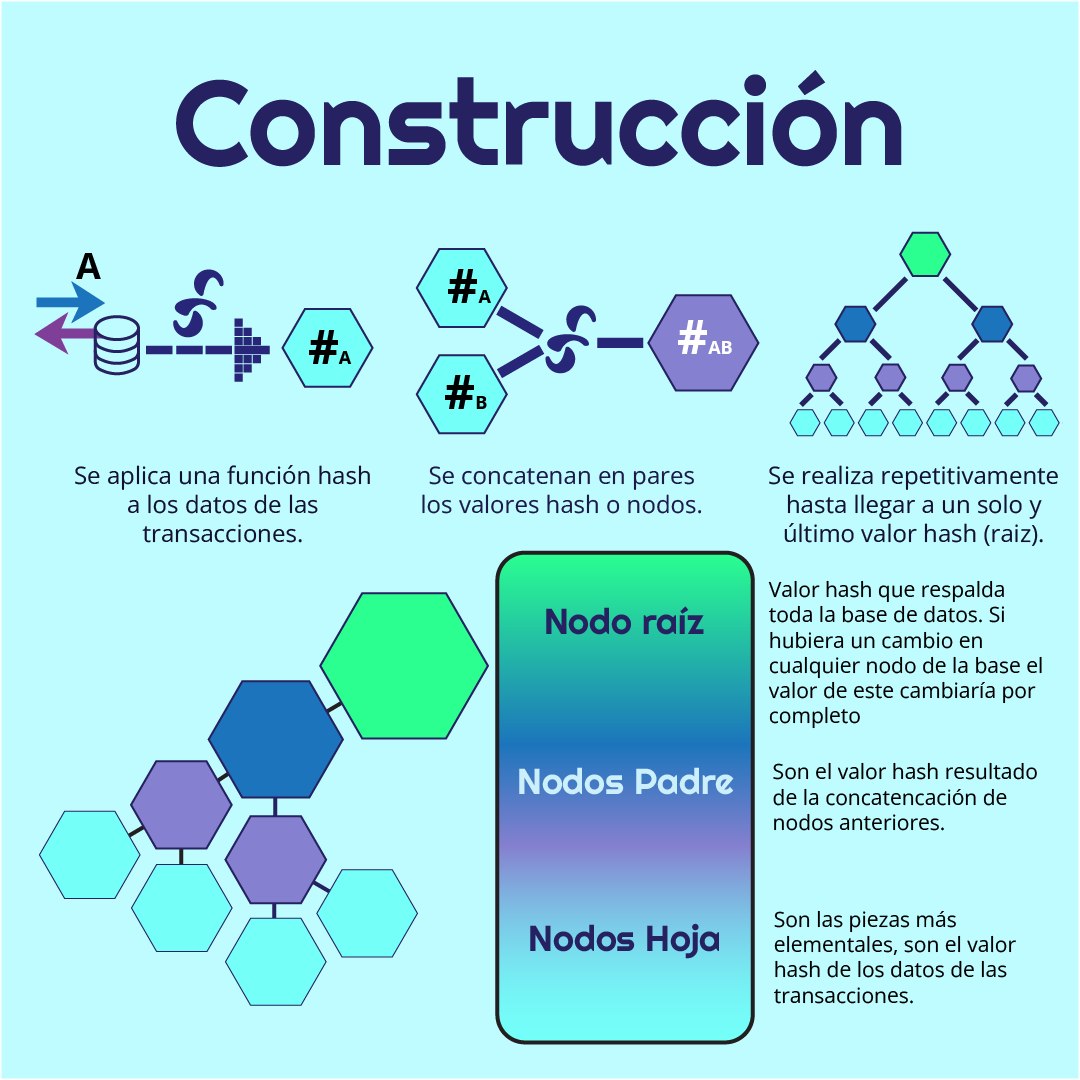 Construcción
A
#A
#A
#B
#AB
Se aplica una función hash
a los datos de las
transacciones.
Se concatenan en pares
los valores hash o nodos.
Se realiza repetitivamente
hasta llegar a un solo y
último valor hash (raiz).
Nodo raíz
Valor hash que respalda
toda la base de datos. Si
hubiera un cambio en
cualquier nodo de la base el
valor de este cambiaría por
completo
Nodos Padre
Son el valor hash resultado
de la concatencación de
nodos anteriores.
Nodos Hoja
Son las piezas más
elementales, son el valor
hash de los datos de las
transacciones.